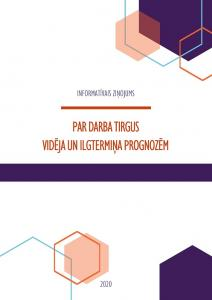 INFORMATĪVAIS ZIŅOJUMS
PAR DARBA TIRGUS
VIDĒJA UN ILGTERMIŅA PROGNOZĒM
2020